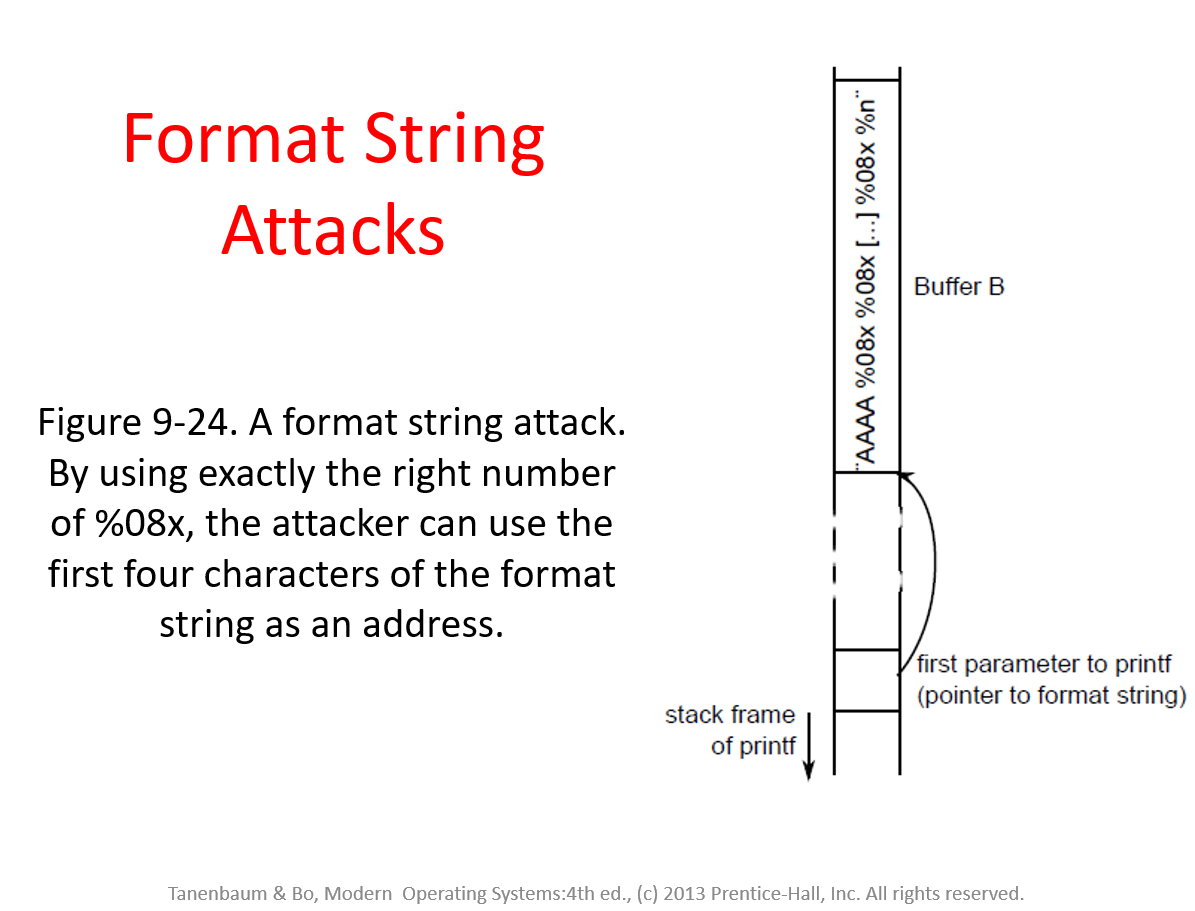 Format String
Attacks
Figure 9-24. A format string attack.
By using exactly the right number
of %08x, the attacker can use the
first four characters of the format
string as an address.
¨AAAA %08x %08x [...] %08x %n¨
Buffer B
first parameter to printf
(pointer to format string)
stack frame
of printf
Tanenbaum & Bo, Modern  Operating Systems:4th ed., (c) 2013 Prentice-Hall, Inc. All rights reserved.